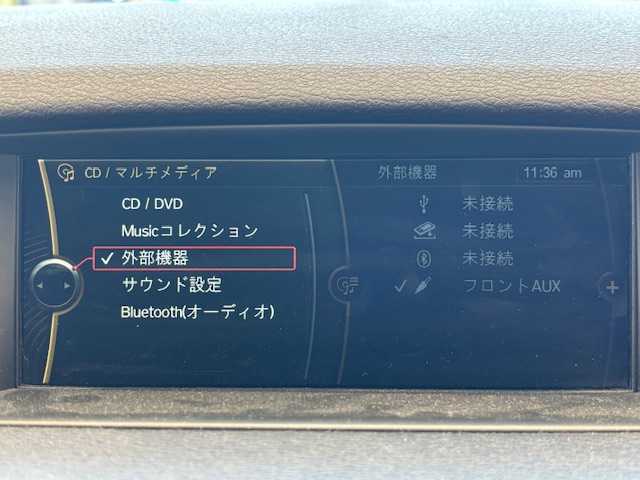 CD / マルチメディア
CD / DVD
Musicコレクション
外部機器
サウンド設定
Bluetooth(オーディオ)
外部機器 11:36 am
未接続
未接続
未接続
フロントAUX